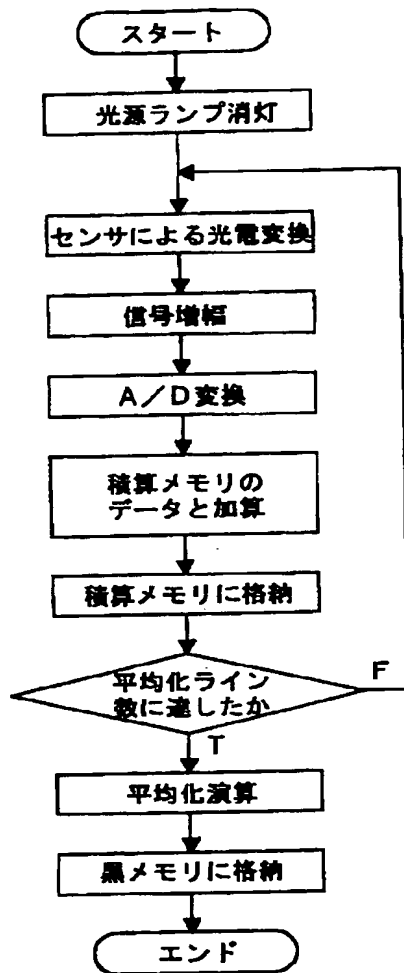 スタート
光源ランプ消灯
センサによる光電変換
信号増幅
A／D変換
積算メモリの
データと加算
積算メモリに格納
平均化ライン
数に達したか
F
T
平均化演算
黒メモリに格納
エンド